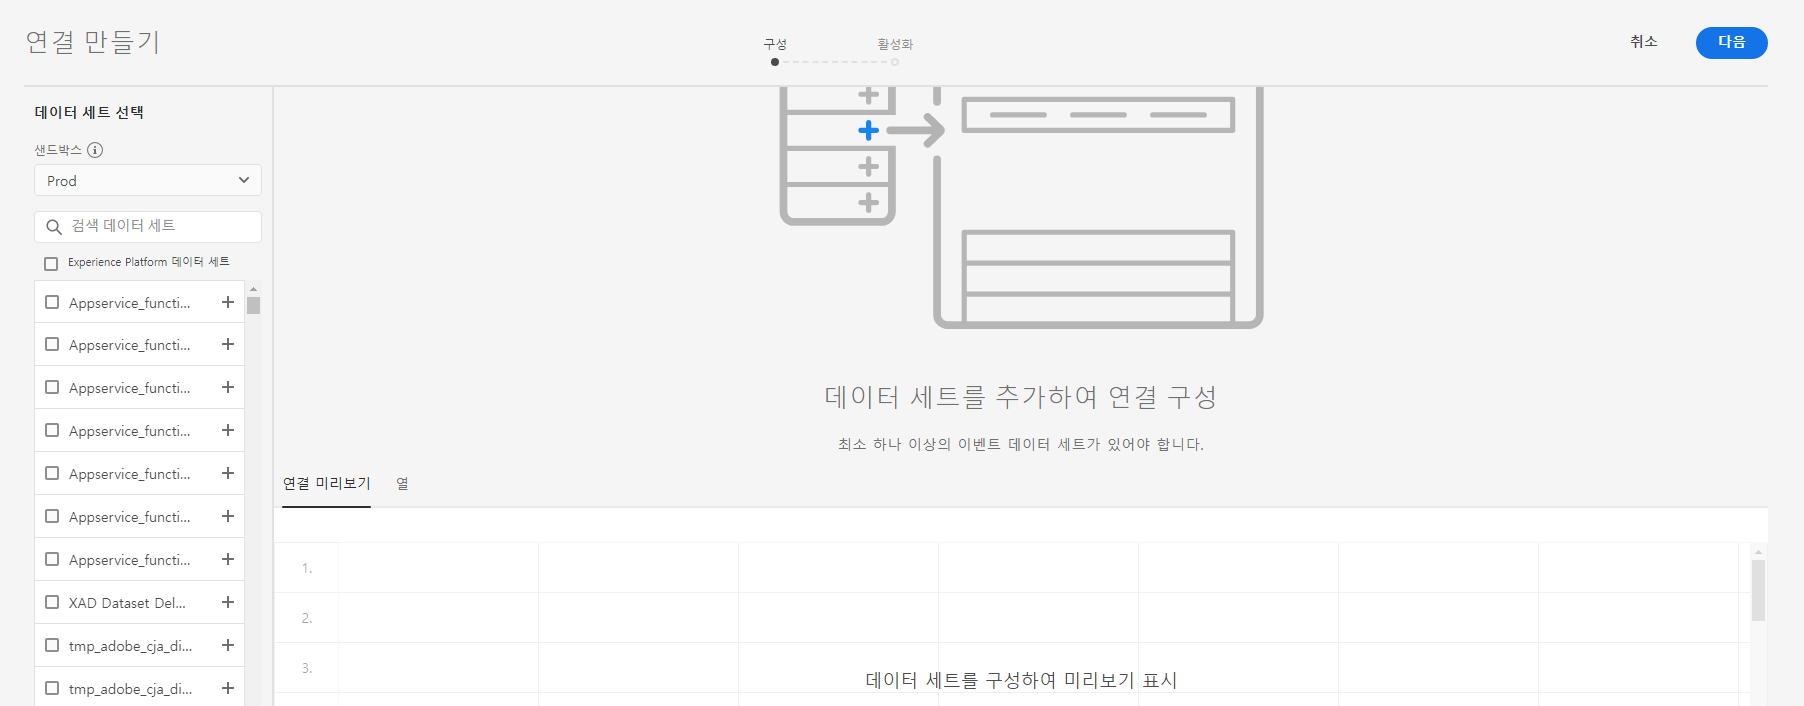 연결 만들기
구성
활성화
취소
다음
데이터 세트 선택
샌드박스
Prod
검색 데이터 세트
Experience Platform 데이터 세트
Appservice_functi...
Appservice_functi...
Appservice_functi...
Appservice_functi...
Appservice_functi...
Appservice_functi...
Appservice_functi...
XAD Dataset Del...
tmp_adobe_cja_di...
tmp_adobe_cja_di...
데이터 세트를 추가하여 연결 구성
최소 하나 이상의 이벤트 데이터 세트가 있어야 합니다.
연결 미리보기
열
1.
2.
3.
데이터 세트를 구성하여 미리보기 표시